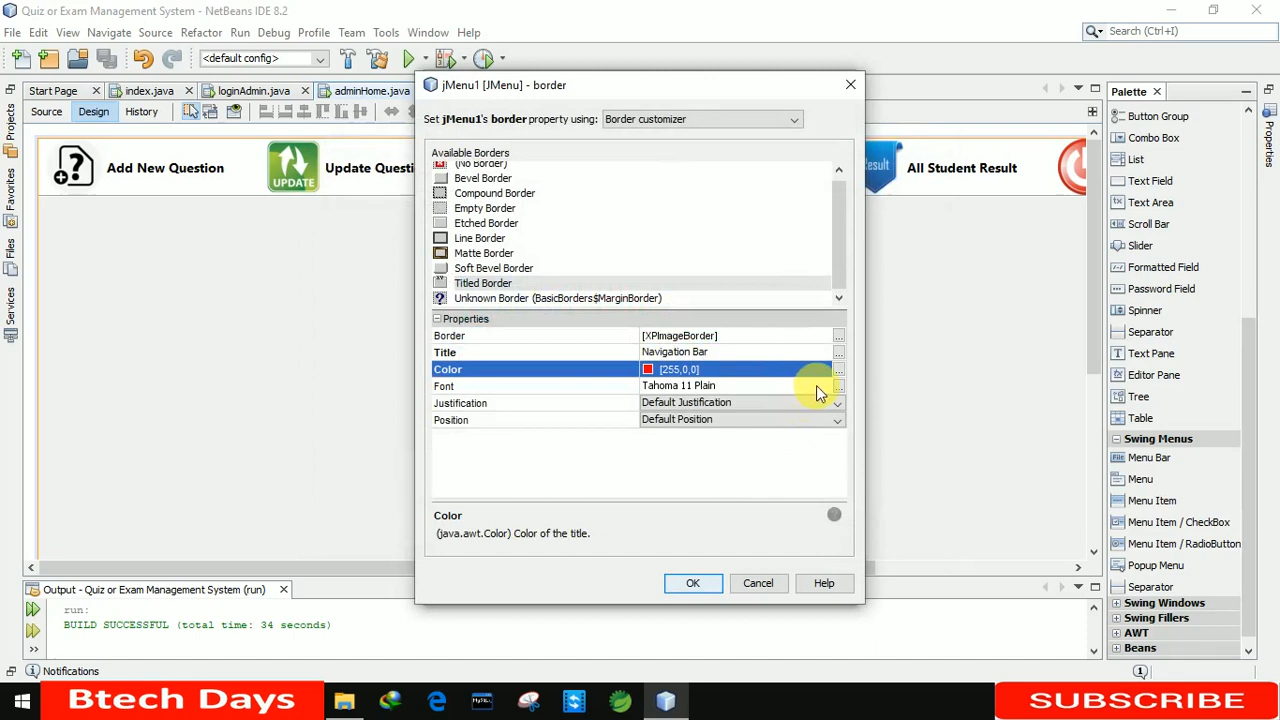 Quiz or Exam Management System - NetBeans IDE 8.2
File Edit View Navigate Source Refactor Run Debug Profile Team Tools Window Help
Search (Ctrl+I)
<default config>
Start Page index.java loginAdmin.java adminHome.java
Source Design History
Add New Question
UPDATE
Update Questi
Result
All Student Result
jMenu1 [JMenu] - border
Set jMenu1's border property using: Border customizer
Available Borders
(No Border)
Bevel Border
Compound Border
Empty Border
Etched Border
Line Border
Matte Border
Soft Bevel Border
Titled Border
Unknown Border (BasicBorders$MarginBorder)
Properties
Border [XPImageBorder] ...
Title Navigation Bar ...
Color [255,0,0] ...
Font Tahoma 11 Plain ...
Justification Default Justification
Position Default Position
Color
(java.awt.Color) Color of the title.
OK Cancel Help
Projects
Favorites
Files
Services
Palette
Properties
Button Group
Combo Box
List
Text Field
Text Area
Scroll Bar
Slider
Formatted Field
Password Field
Spinner
Separator
Text Pane
Editor Pane
Tree
Table
Swing Menus
Menu Bar
Menu
Menu Item
Menu Item / CheckBox
Menu Item / RadioButton
Popup Menu
Separator
Swing Windows
Swing Fillers
AWT
Beans
Output - Quiz or Exam Management System (run)
run:
BUILD SUCCESSFUL (total time: 34 seconds)
Notifications
1
Btech Days
MySQL
SUBSCRIBE